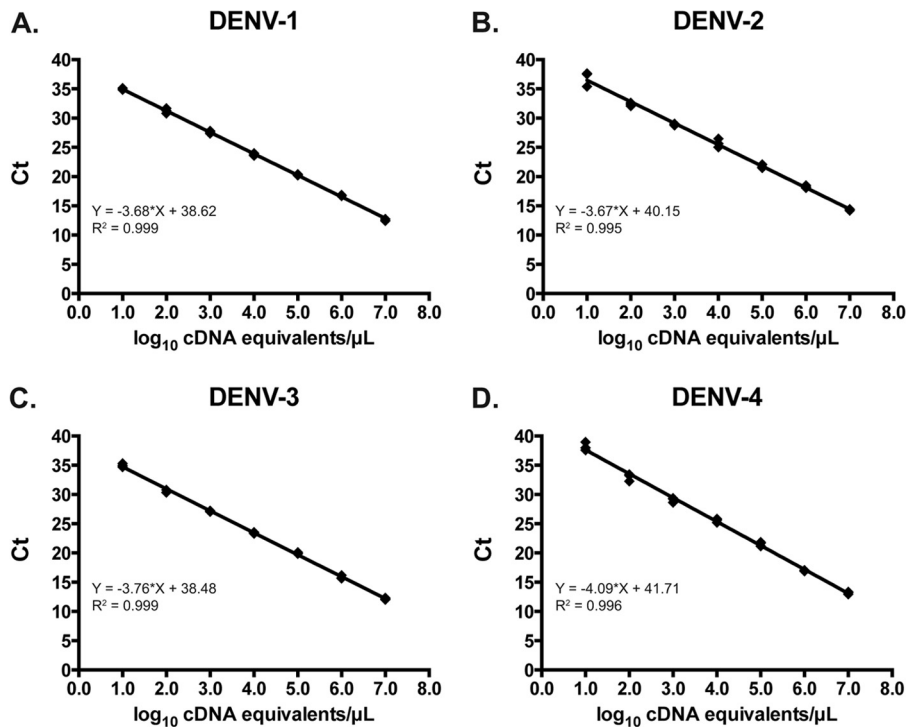 A.
DENV-1
40
35
30
25
20
15
10
5
0
Ct
Y = -3.68*X + 38.62
R² = 0.999
0.0 1.0 2.0 3.0 4.0 5.0 6.0 7.0 8.0
log₁₀ cDNA equivalents/µL
B.
DENV-2
40
35
30
25
20
15
10
5
0
Ct
Y = -3.67*X + 40.15
R² = 0.995
0.0 1.0 2.0 3.0 4.0 5.0 6.0 7.0 8.0
log₁₀ cDNA equivalents/µL
C.
DENV-3
40
35
30
25
20
15
10
5
0
Ct
Y = -3.76*X + 38.48
R² = 0.999
0.0 1.0 2.0 3.0 4.0 5.0 6.0 7.0 8.0
log₁₀ cDNA equivalents/µL
D.
DENV-4
40
35
30
25
20
15
10
5
0
Ct
Y = -4.09*X + 41.71
R² = 0.996
0.0 1.0 2.0 3.0 4.0 5.0 6.0 7.0 8.0
log₁₀ cDNA equivalents/µL